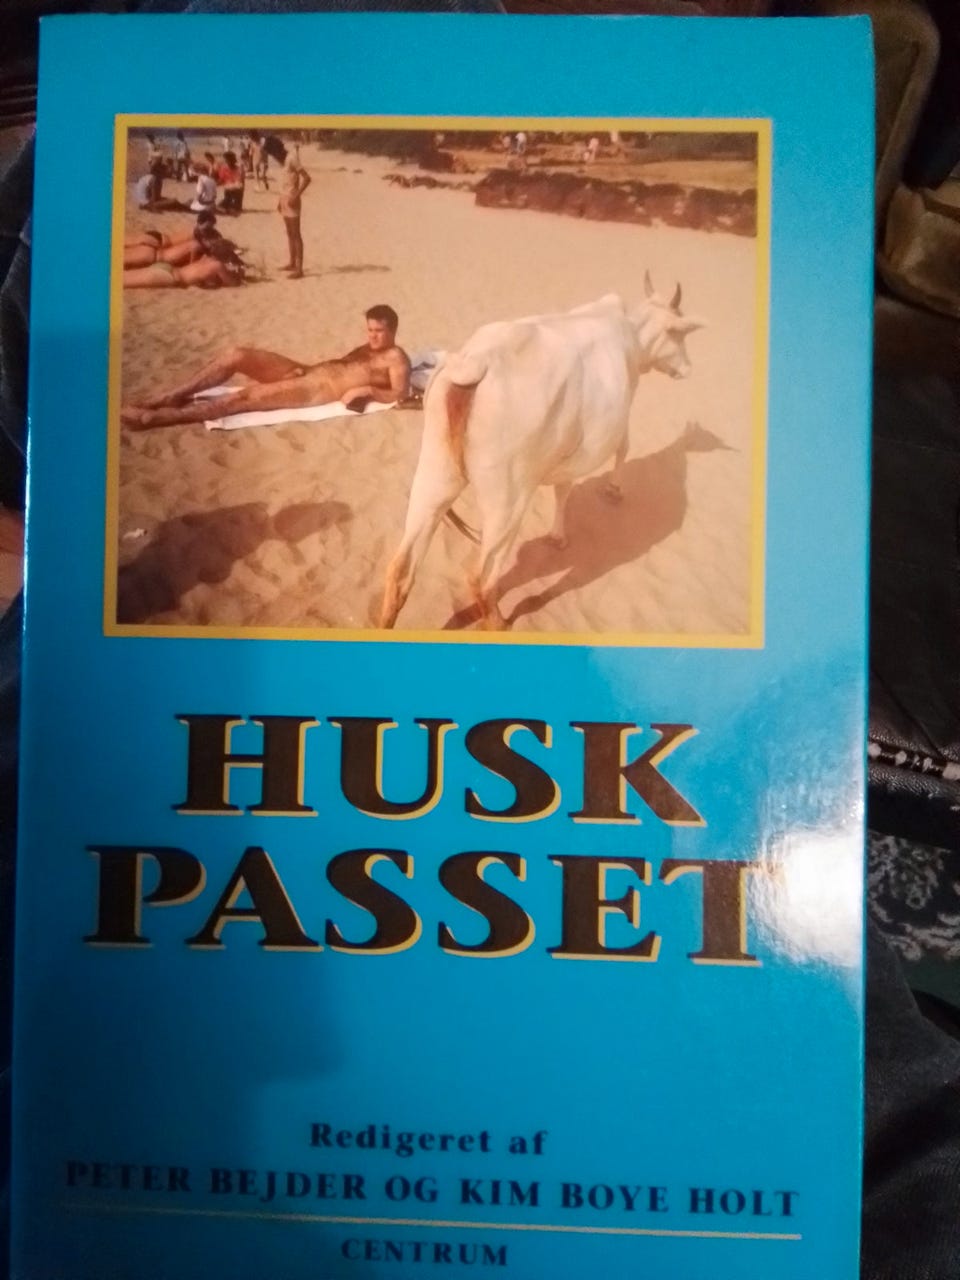 HUSK
PASSET
Redigeret af
PETER BEJDER OG KIM BOYE HOLT
CENTRUM